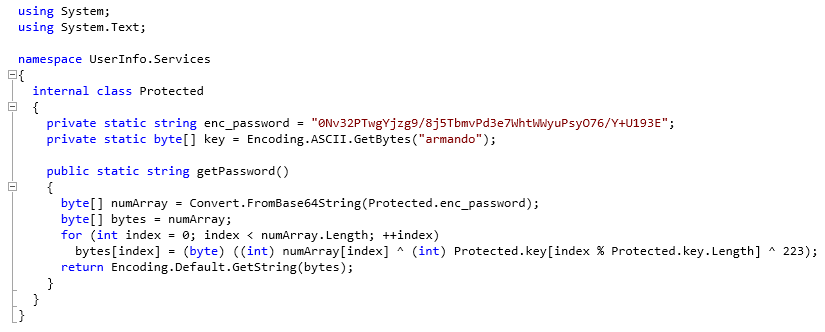 using System;
using System.Text;

namespace UserInfo.Services
{
  internal class Protected
  {
    private static string enc_password = "0Nv32PTwgYjzg9/8j5TbmvPd3e7WhtWWyuPsyO76/Y+U193E";
    private static byte[] key = Encoding.ASCII.GetBytes("armando");

    public static string getPassword()
    {
      byte[] numArray = Convert.FromBase64String(Protected.enc_password);
      byte[] bytes = numArray;
      for (int index = 0; index < numArray.Length; ++index)
        bytes[index] = (byte) ((int) numArray[index] ^ (int) Protected.key[index % Protected.key.Length] ^ 223);
      return Encoding.Default.GetString(bytes);
    }
  }
}